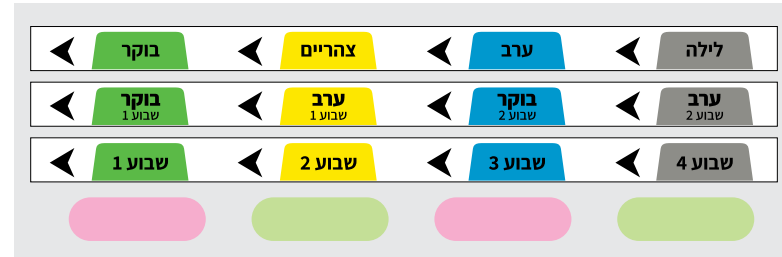 לילה
ערב
צהריים
בוקר
ערב
שבוע 2
בוקר
שבוע 2
ערב
שבוע 1
בוקר
שבוע 1
שבוע 4
שבוע 3
שבוע 2
שבוע 1